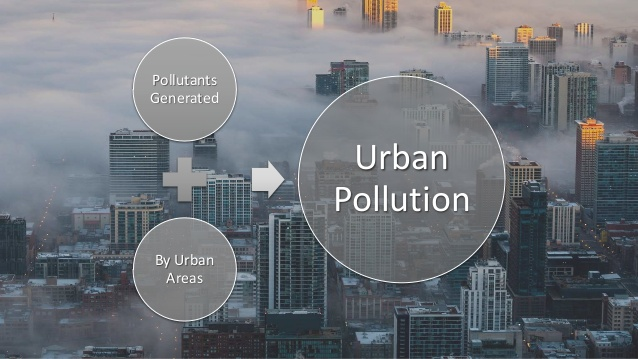 Pollutants
Generated
By Urban
Areas
Urban
Pollution